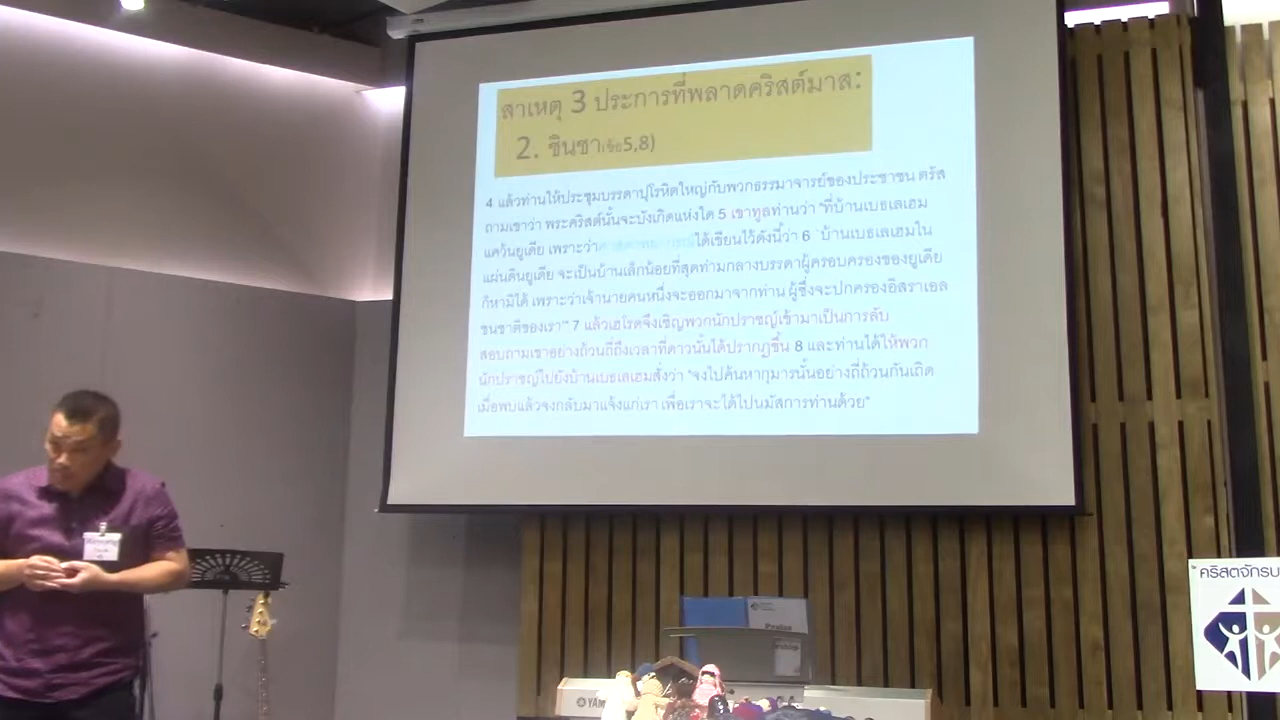 สาเหตุ 3 ประการที่พลาดคริสต์มาส:
2. ชินชา(ข้อ5,8)
4 แล้วท่านให้ประชุมบรรดาปุโรหิตใหญ่กับพวกธรรมาจารย์ของประชาชน ตรัส
ถามเขาว่า พระคริสต์นั้นจะบังเกิดแห่งใด 5 เขาทูลท่านว่า "ที่บ้านเบธเลเฮม
แคว้นยูเดีย เพราะว่า ได้เขียนไว้ดังนี้ว่า 6 `บ้านเบธเลเฮมใน
แผ่นดินยูเดีย จะเป็นบ้านเล็กน้อยที่สุดท่ามกลางบรรดาผู้ครอบครองของยูเดีย
ก็หามิได้ เพราะว่าเจ้านายคนหนึ่งจะออกมาจากท่าน ผู้ซึ่งจะปกครองอิสราเอล
ชนชาติของเรา'" 7 แล้วเฮโรดจึงเชิญพวกนักปราชญ์เข้ามาเป็นการลับ
สอบถามเขาอย่างถ้วนถี่ถึงเวลาที่ดาวนั้นได้ปรากฏขึ้น 8 และท่านได้ให้พวก
นักปราชญ์ไปยังบ้านเบธเลเฮมสั่งว่า "จงไปค้นหากุมารนั้นอย่างถี่ถ้วนกันเถิด
เมื่อพบแล้วจงกลับมาแจ้งแก่เรา เพื่อเราจะได้ไปนมัสการท่านด้วย"
คริสตจักรบ